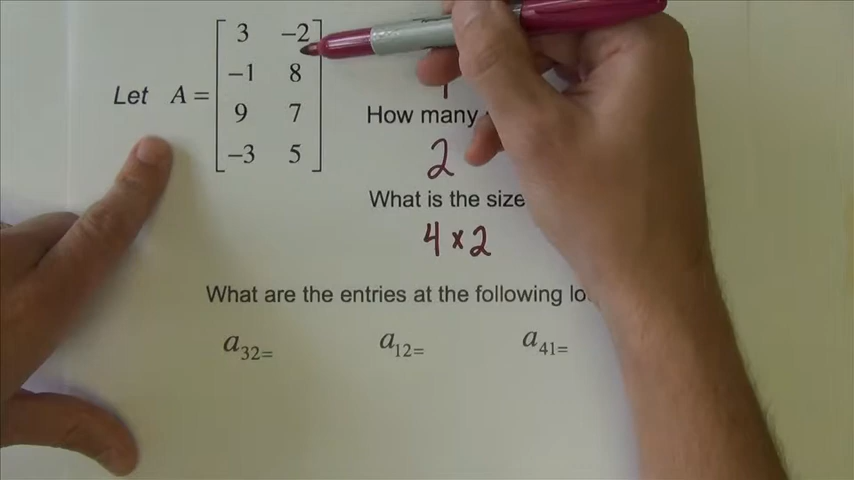 Let A = [ 3 −2
−1 8
9 7
−3 5 ]
How many
2
What is the size
4 × 2
What are the entries at the following
a32= a12= a41=